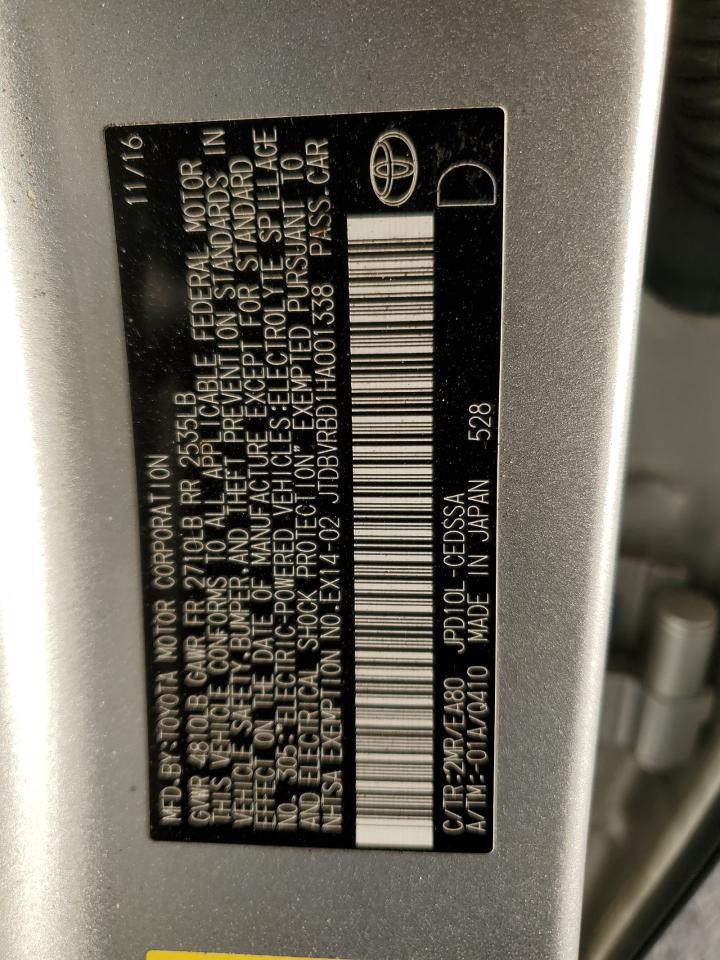 MFD.BY:TOYOTA MOTOR CORPORATION 11/16
GVWR 4810LB GAWR FR 2710LB RR 2535LB
THIS VEHICLE CONFORMS TO ALL APPLICABLE FEDERAL MOTOR
VEHICLE SAFETY,BUMPER,AND THEFT PREVENTION STANDARDS IN
EFFECT ON THE DATE OF MANUFACTURE EXCEPT FOR STANDARD
NO. 305:"ELECTRIC-POWERED VEHICLES:ELECTROLYTE SPILLAGE
AND ELECTRICAL SHOCK PROTECTION" EXEMPTED PURSUANT TO
NHTSA EXEMPTION NO.EX14-02 JTDBVRBD1HA001338 PASS.CAR
C/TR:2MR/EA80 JPD10L-CEDSSA
A/TM:-01A/Q410 MADE IN JAPAN 528
D